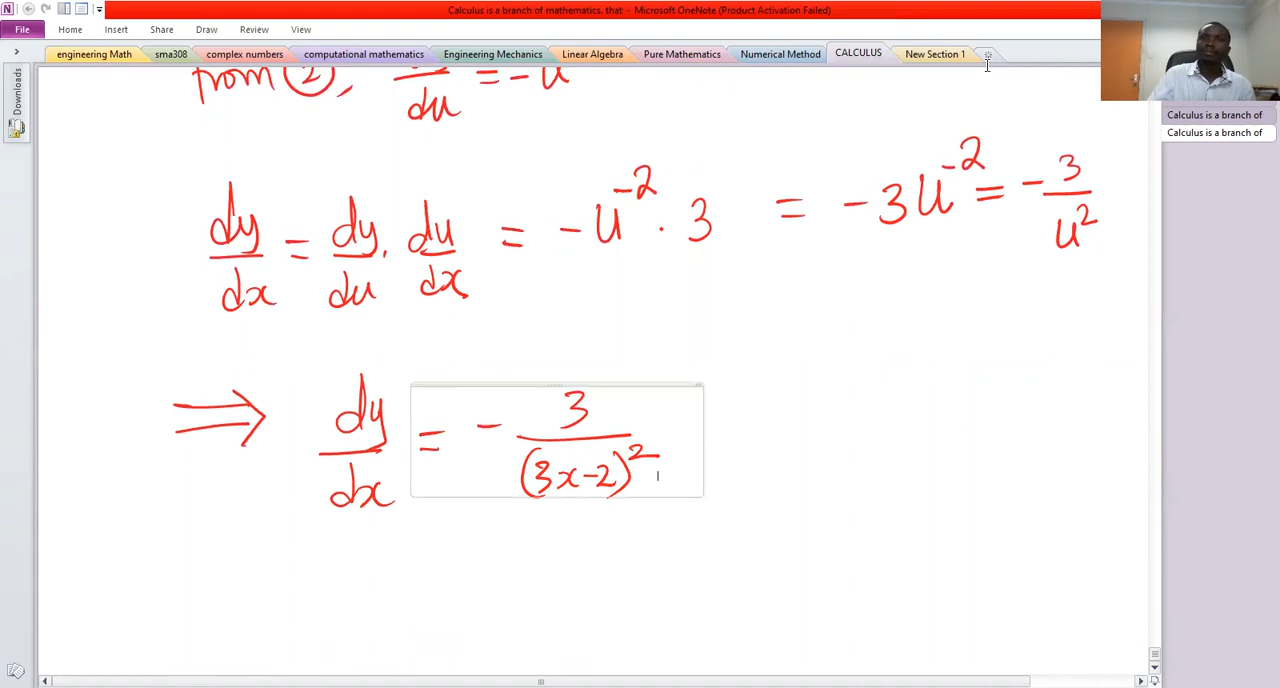 Calculus is a branch of mathematics. that - Microsoft OneNote (Product Activation Failed)
File Home Insert Share Draw Review View
engineering Math sma308 complex numbers computational mathematics Engineering Mechanics Linear Algebra Pure Mathematics Numerical Method CALCULUS New Section 1
Downloads
Calculus is a branch of
Calculus is a branch of
from (2), du = -u
dy/dx = dy/du . du/dx = -u^-2 . 3 = -3u^-2 = -3/u^2
⟹ dy/dx = -3/(3x-2)^2